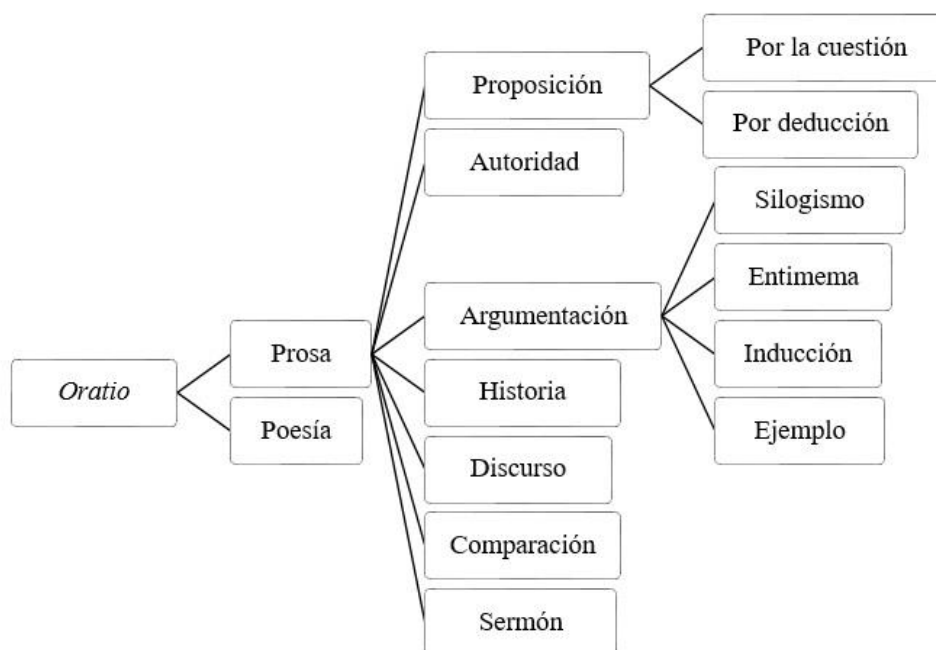 Por la cuestión
Proposición
Por deducción
Autoridad
Silogismo
Entimema
Argumentación
Inducción
Prosa
Historia
Oratio
Poesía
Ejemplo
Discurso
Comparación
Sermón